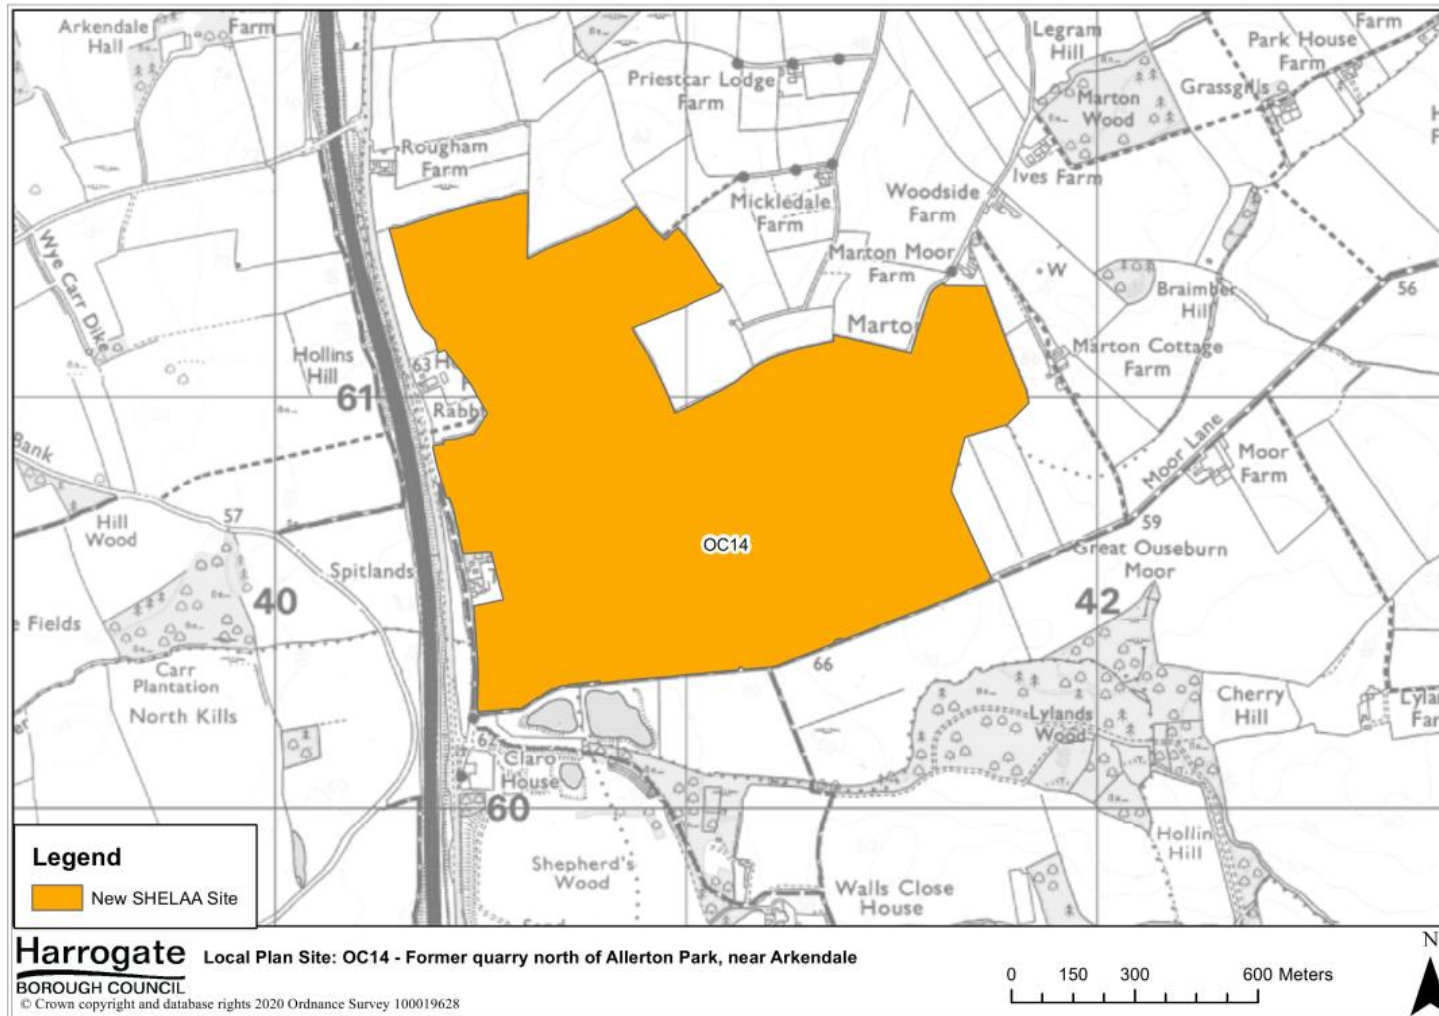 Arkendale
Hall
Farm
Legram
Hill
Farm
Park House
Farm
Priestcar Lodge
Farm
Grassgills
Marton
Wood
Rougham
Farm
Ives Farm
Woodside
Farm
Mickledale
Farm
Marton Moor
Farm
W
Wye Carr Dike
Braimber
Hill
56
Hollins
Hill
63
Marto
Marton Cottage
Farm
61
Rabb
Bank
Moor Lane
Moor
Farm
57
Hill
Wood
OC14
59
Great Ouseburn
Moor
Spitlands
40
42
e Fields
66
Carr
Plantation
North Kills
Cherry
Hill
Lylands
Wood
Claro
House
60
Hollin
Hill
Shepherd's
Wood
Walls Close
House
Legend
New SHELAA Site
Harrogate
BOROUGH COUNCIL
Local Plan Site: OC14 - Former quarry north of Allerton Park, near Arkendale
© Crown copyright and database rights 2020 Ordnance Survey 100019628
0 150 300 600 Meters
N